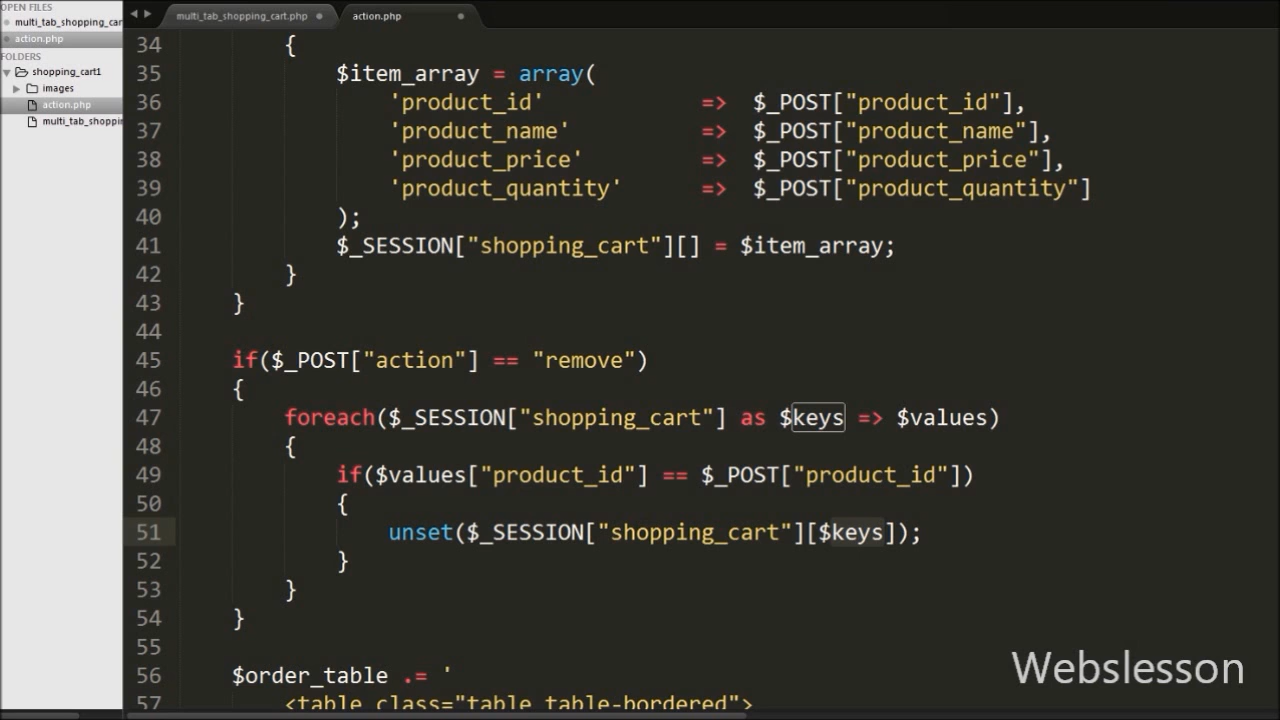 OPEN FILES
multi_tab_shopping_car
action.php
FOLDERS
shopping_cart1
images
action.php
multi_tab_shoppin
multi_tab_shopping_cart.php
action.php
34 {
35 $item_array = array(
36 'product_id' => $_POST["product_id"],
37 'product_name' => $_POST["product_name"],
38 'product_price' => $_POST["product_price"],
39 'product_quantity' => $_POST["product_quantity"]
40 );
41 $_SESSION["shopping_cart"][] = $item_array;
42 }
43 }
44
45 if($_POST["action"] == "remove")
46 {
47 foreach($_SESSION["shopping_cart"] as $keys => $values)
48 {
49 if($values["product_id"] == $_POST["product_id"])
50 {
51 unset($_SESSION["shopping_cart"][$keys]);
52 }
53 }
54 }
55
56 $order_table .= '
57 <table class="table table-bordered">
Webslesson